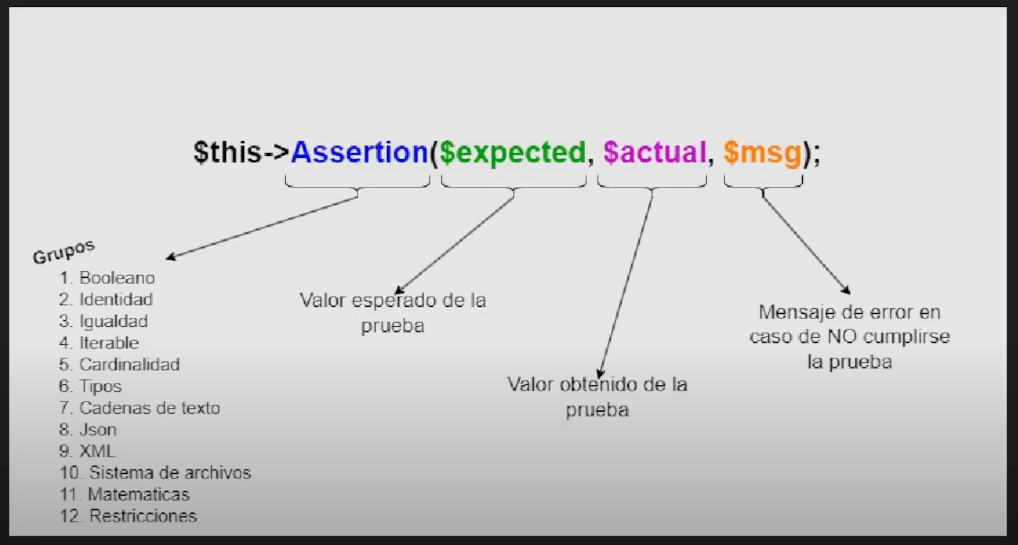 $this->Assertion($expected, $actual, $msg);
Grupos
1. Booleano
2. Identidad
3. Igualdad
4. Iterable
5. Cardinalidad
6. Tipos
7. Cadenas de texto
8. Json
9. XML
10. Sistema de archivos
11. Matematicas
12. Restricciones
Valor esperado de la
prueba
Valor obtenido de la
prueba
Mensaje de error en
caso de NO cumplirse
la prueba